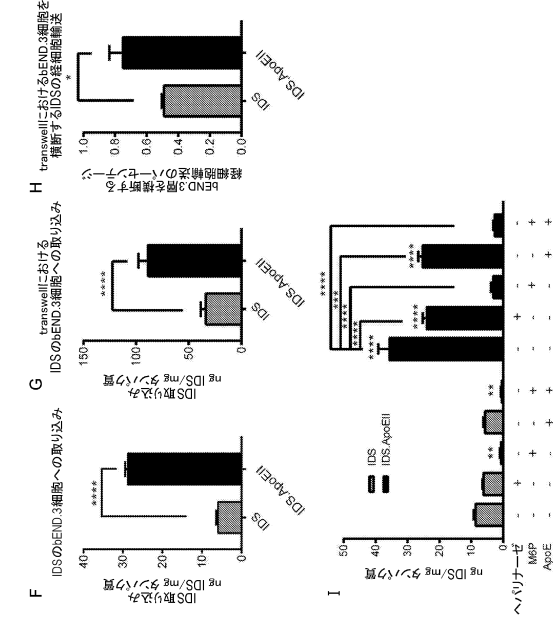 F
IDSのbEND.3細胞への取り込み
IDS取り込み
ng IDS/mg タンパク質
40
30
20
10
0
****
IDS
IDS.ApoEII
G
transwellにおける
IDSのbEND.3細胞への取り込み
IDS取り込み
ng IDS/mg タンパク質
150
100
50
0
****
IDS
IDS.ApoEII
H
transwellにおけるbEND.3細胞を
横断するIDSの経細胞輸送
bEND.3層を横断する
経細胞輸送のパーセンテージ
1.0
0.8
0.6
0.4
0.2
0.0
*
IDS
IDS.ApoEII
I
ng IDS/mg タンパク質
50
40
30
20
10
0
IDS
IDS.ApoEII
**
**
****
****
****
****
****
***
****
ヘパリナーゼ - + - - - - + - - -
M6P - - + - + - - + - +
ApoE - - - + + - - - + +